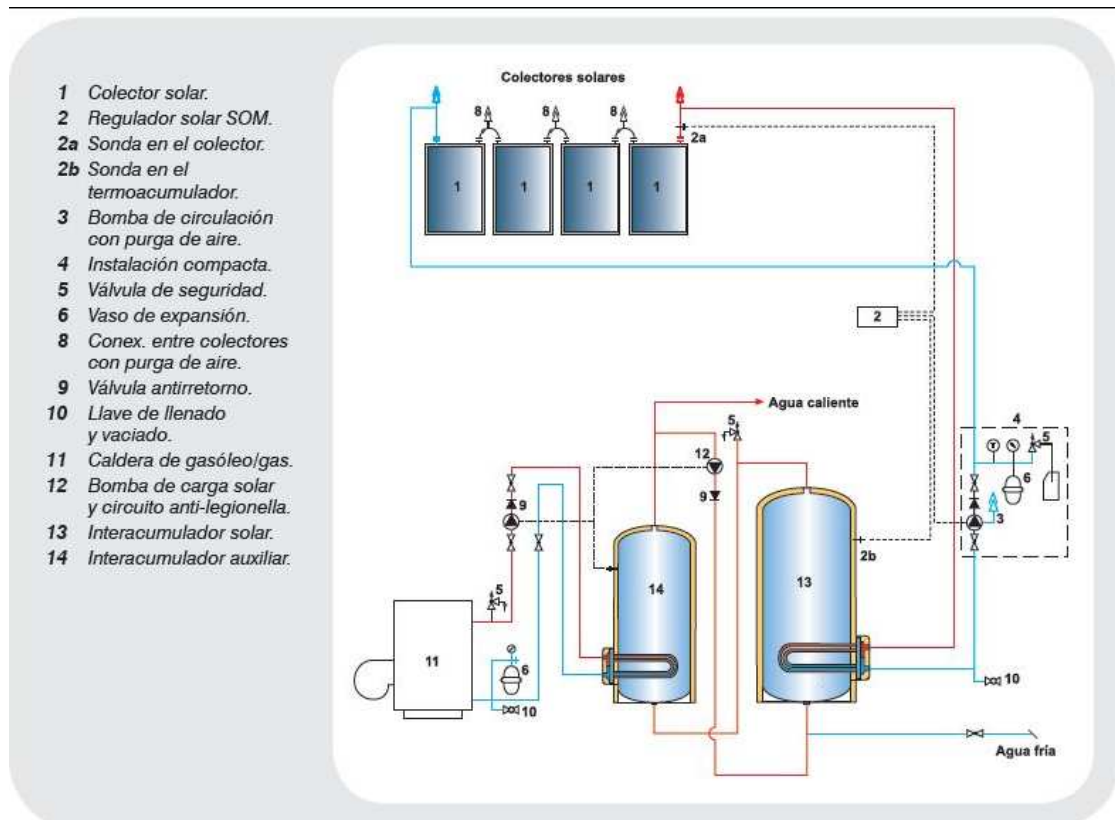 1 Colector solar.
2 Regulador solar SOM.
2a Sonda en el colector.
2b Sonda en el
termoacumulador.
3 Bomba de circulación
con purga de aire.
4 Instalación compacta.
5 Válvula de seguridad.
6 Vaso de expansión.
8 Conex. entre colectores
con purga de aire.
9 Válvula antirretorno.
10 Llave de llenado
y vaciado.
11 Caldera de gasóleo/gas.
12 Bomba de carga solar
y circuito anti-legionella.
13 Interacumulador solar.
14 Interacumulador auxiliar.
Colectores solares
8 8 8
2a
1 1 1 1
2
Agua caliente
5
4
5
12
6
9
9
3
2b
14
13
5
11
6
10
10
Agua fría